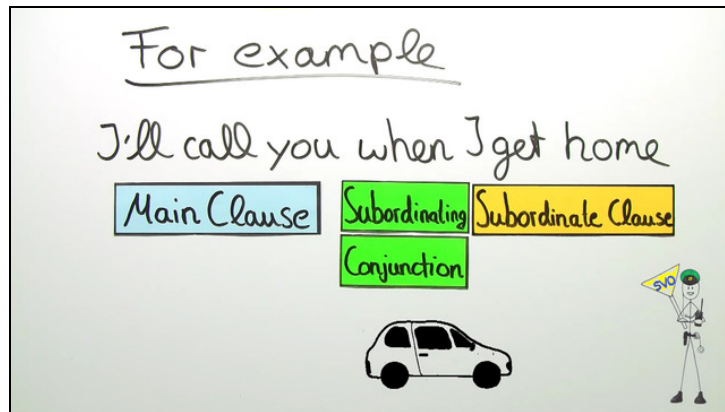 For example
I'll call you when I get home
Main Clause Subordinating Subordinate Clause
Conjunction
SVO